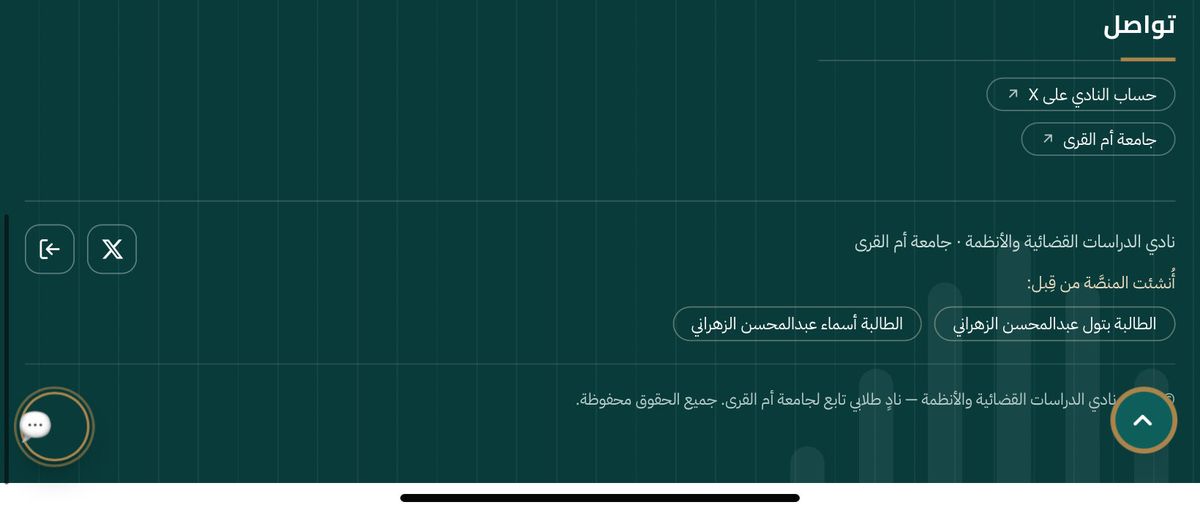 تواصل
حساب النادي على X ↗
جامعة أم القرى ↗
نادي الدراسات القضائية والأنظمة · جامعة أم القرى
أُنشئت المنصَّة من قِبل:
الطالبة بتول عبدالمحسن الزهراني
الطالبة أسماء عبدالمحسن الزهراني
© نادي الدراسات القضائية والأنظمة — نادٍ طلابي تابع لجامعة أم القرى. جميع الحقوق محفوظة.